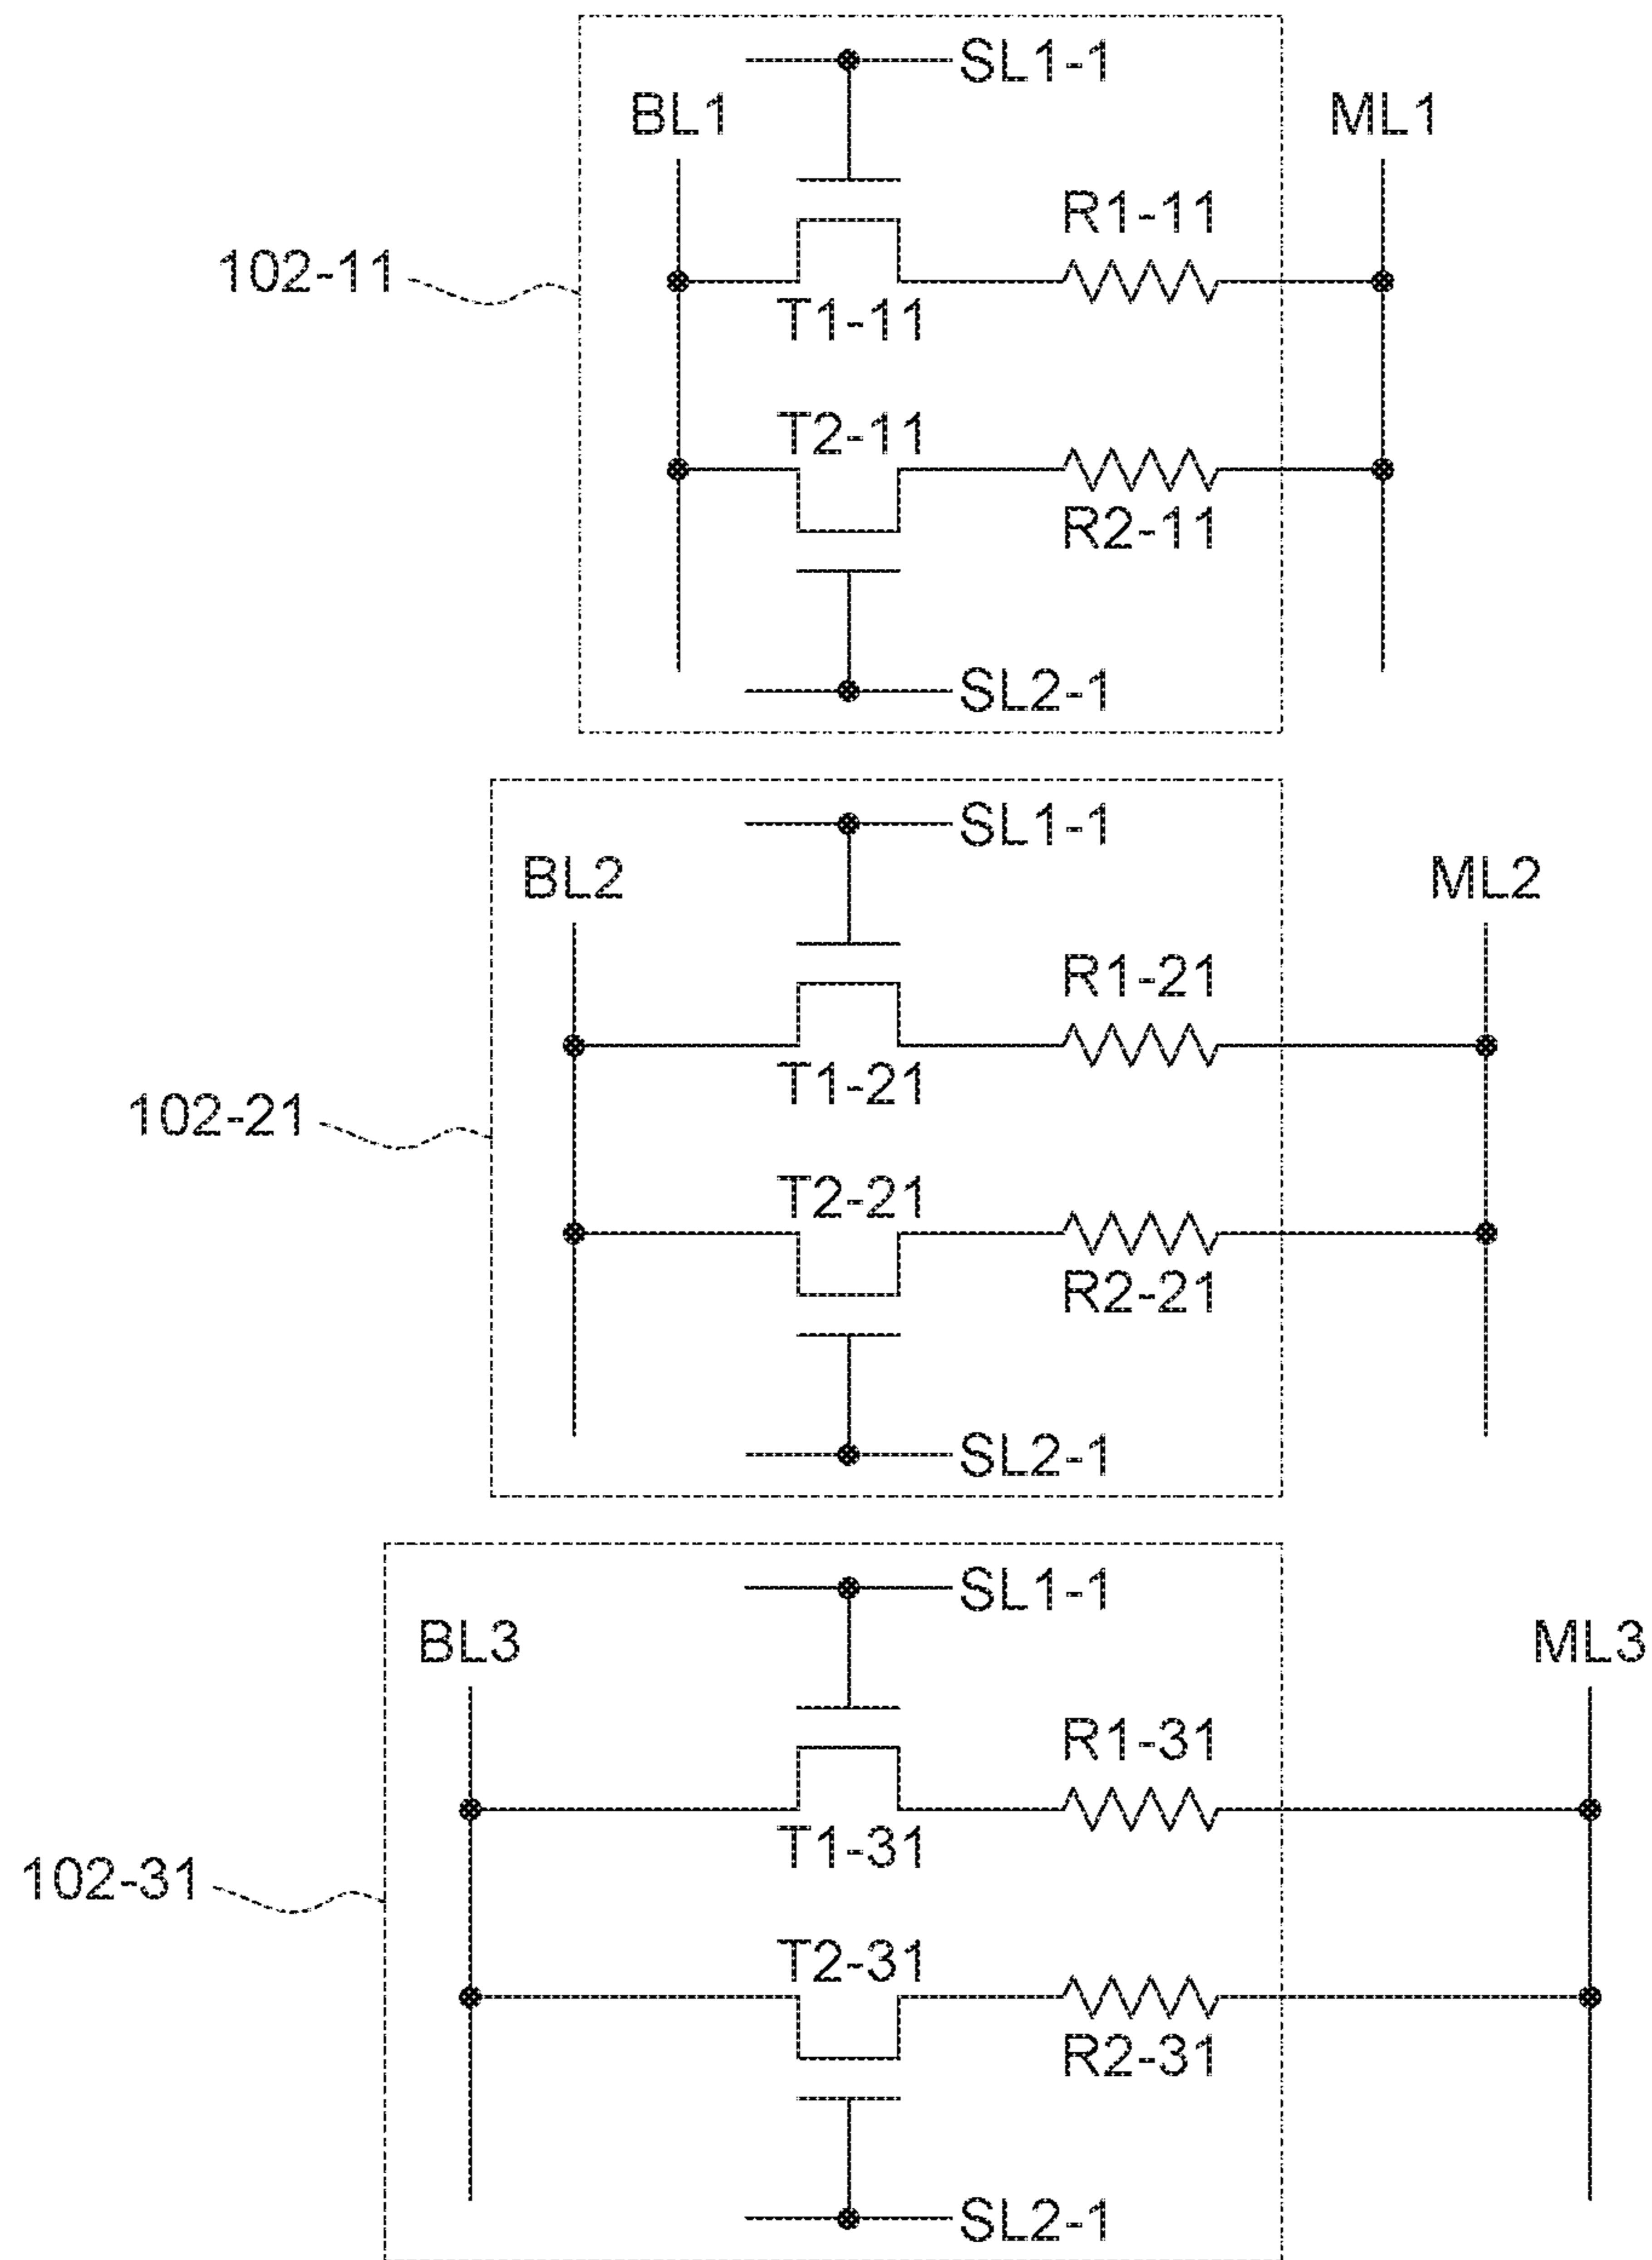 SL1-1
BL1
ML1
R1-11
102-11
T1-11
T2-11
R2-11
SL2-1
SL1-1
BL2
ML2
R1-21
T1-21
102-21
T2-21
R2-21
SL2-1
SL1-1
BL3
ML3
R1-31
T1-31
102-31
T2-31
R2-31
SL2-1